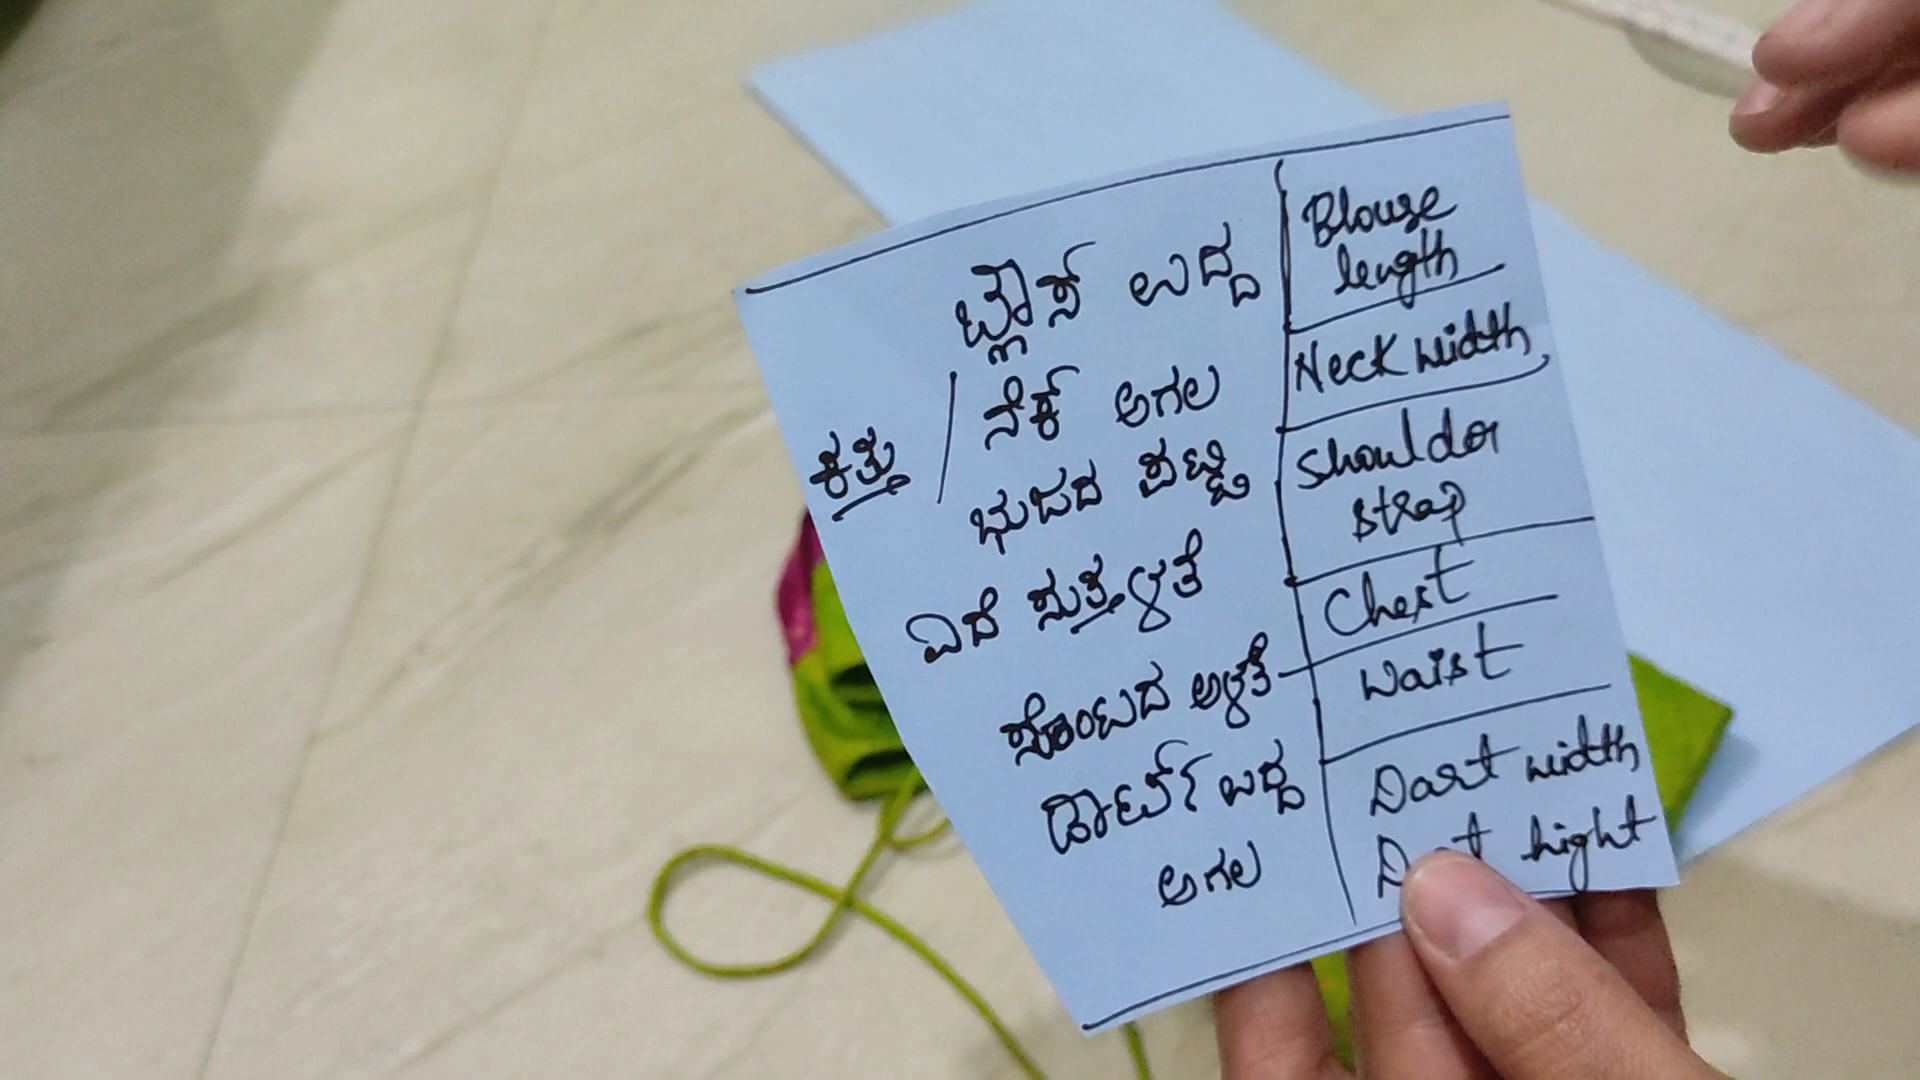 ಬ್ಲೌಸ್ ಉದ್ದ
Blouse
length
ಕತ್ತು / ನೆಕ್ ಅಗಲ
Neck width
ಭುಜದ ಪಟ್ಟಿ
shoulder
strap
ಎದೆ ಸುತ್ತಳತೆ
Chest
ಸೊಂಟದ ಅಳತೆ
Waist
ಡಾರ್ಟ್ ಉದ್ದ
Dart width
ಅಗಲ
hight